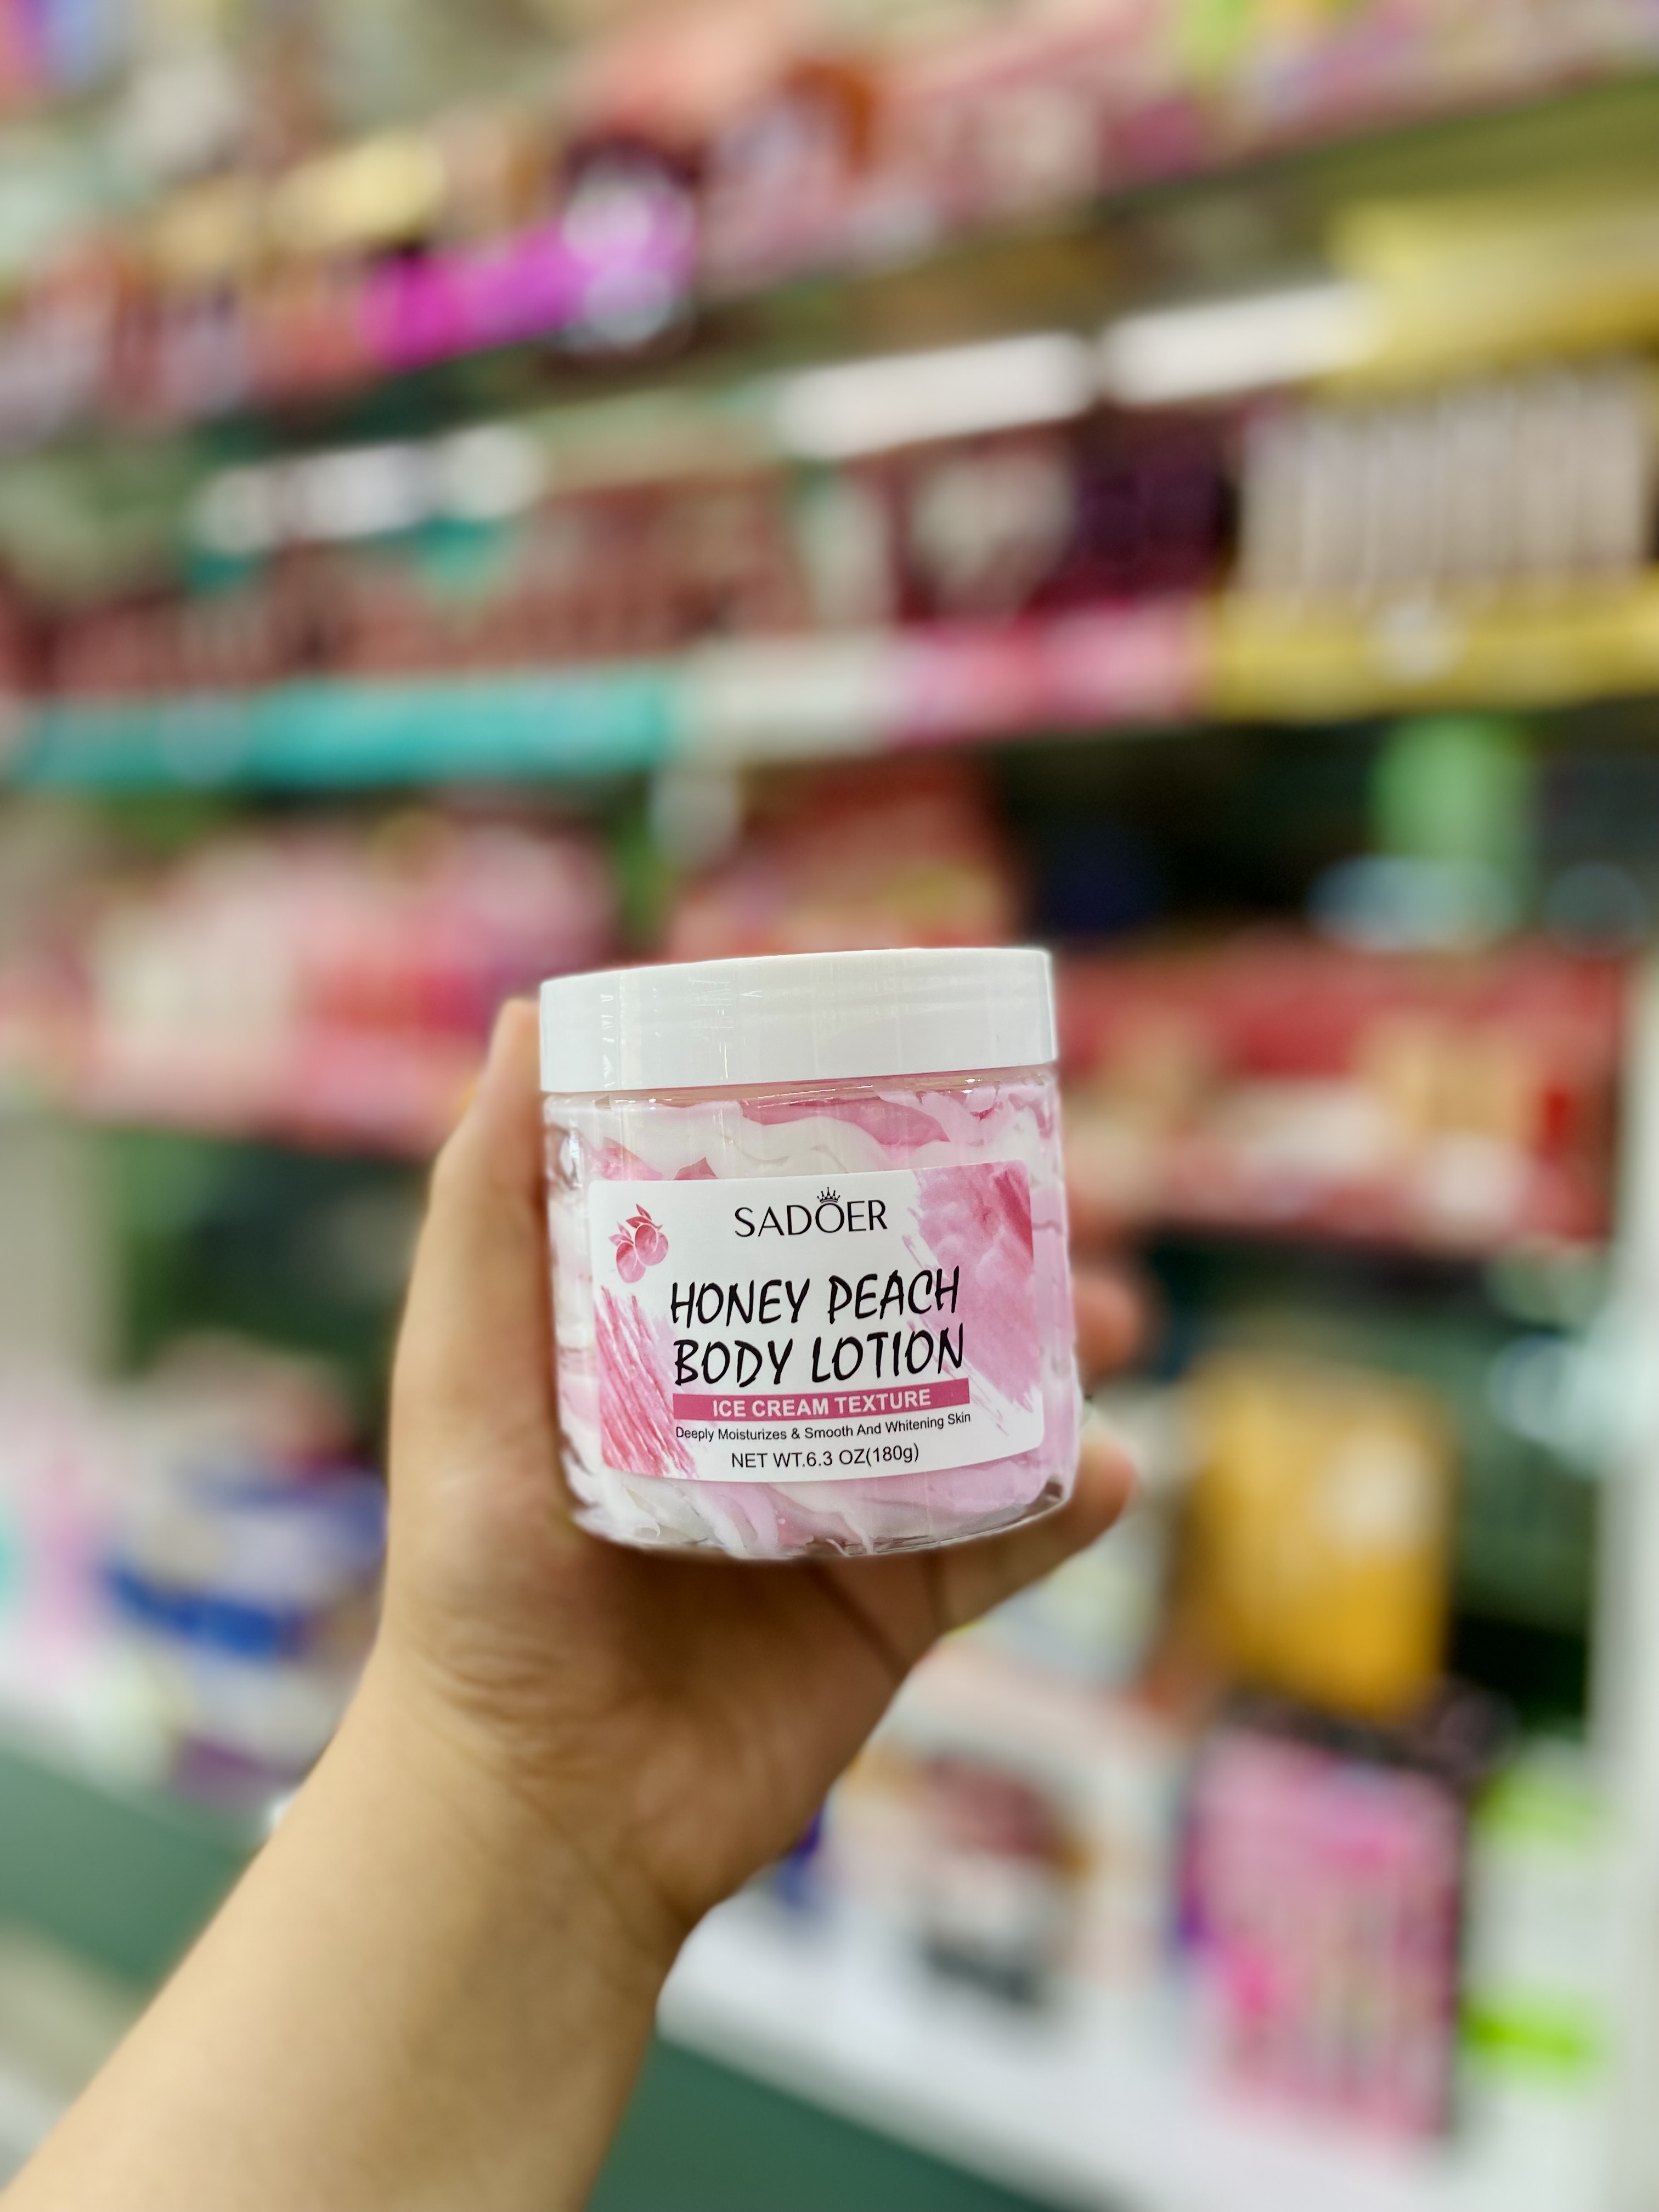 SADOER
HONEY PEACH
BODY LOTION
ICE CREAM TEXTURE
Deeply Moisturizes & Smooth And Whitening Skin
NET WT.6.3 OZ(180g)